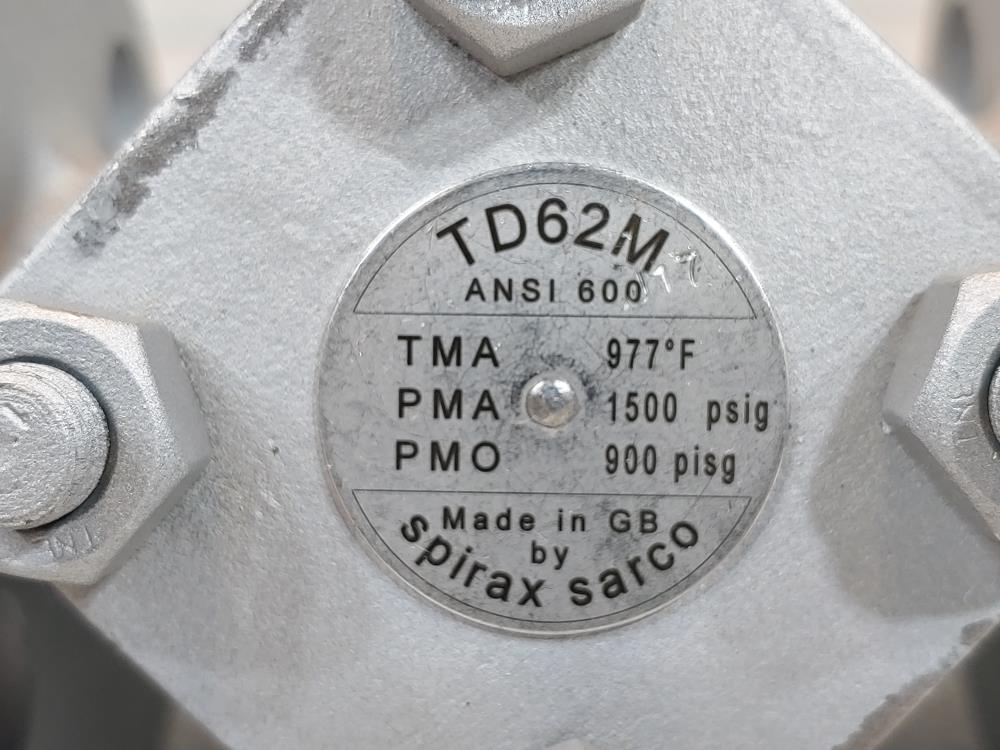 TD62M
ANSI 600
TMA 977°F
PMA 1500 psig
PMO 900 pisg
Made in GB
by
spirax sarco